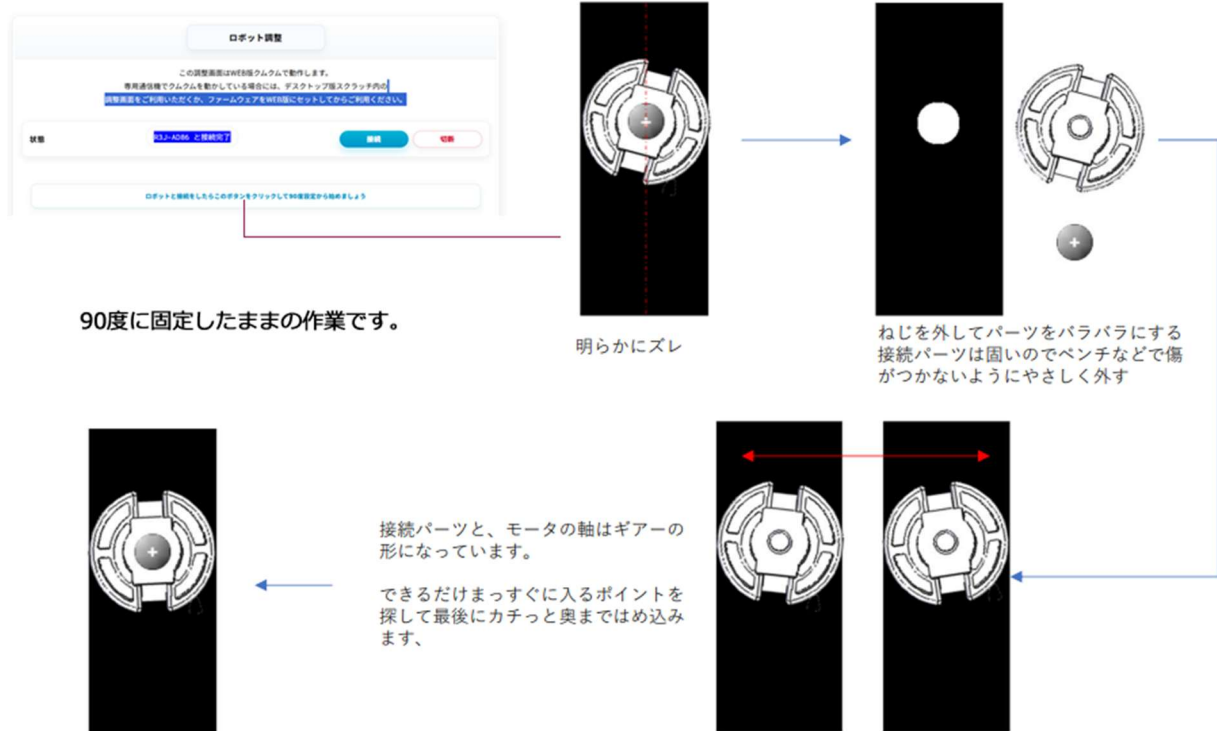 ロボット調整
この調整画面はWEB版クムクムで動作します。
専用通信機でクムクムを動かしている場合には、デスクトップ版スクラッチ内の
調整画面をご利用いただくか、ファームウェアをWEB版にセットしてからご利用ください。
状態
R3J-AD86 と接続完了
接続
切断
ロボットと接続をしたらこのボタンをクリックして90度設定から始めましょう
90度に固定したままの作業です。
明らかにズレ
ねじを外してパーツをバラバラにする
接続パーツは固いのでペンチなどで傷
がつかないようにやさしく外す
接続パーツと、モータの軸はギアーの
形になっています。
できるだけまっすぐに入るポイントを
探して最後にカチっと奥まではめ込み
ます、